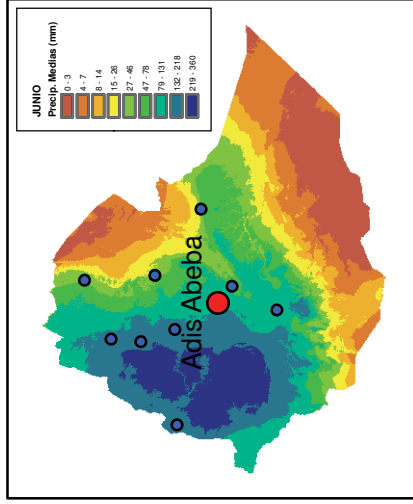 JUNIO
Precip. Medias (mm)
0 - 3
4 - 7
8 - 14
15 - 26
27 - 46
47 - 78
79 - 131
132 - 218
219 - 360
Adis Abeba